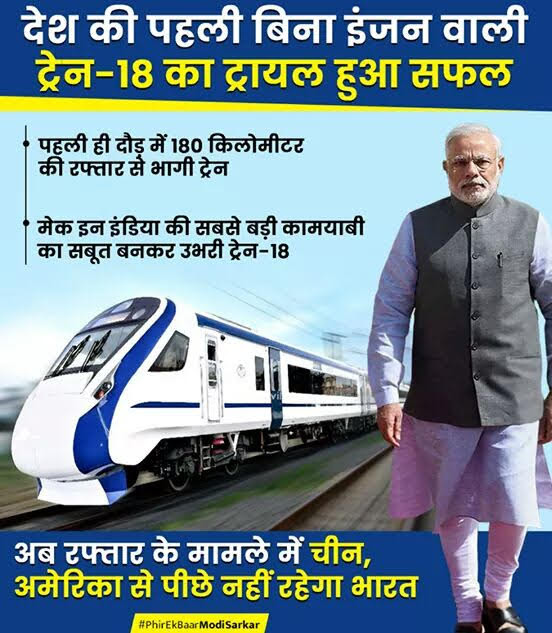 देश की पहली बिना इंजन वाली
ट्रेन-18 का ट्रायल हुआ सफल
पहली ही दौड़ में 180 किलोमीटर
की रफ्तार से भागी ट्रेन
मेक इन इंडिया की सबसे बड़ी कामयाबी
का सबूत बनकर उभरी ट्रेन-18
अब रफ्तार के मामले में चीन,
अमेरिका से पीछे नहीं रहेगा भारत
#PhirEkBaarModiSarkar